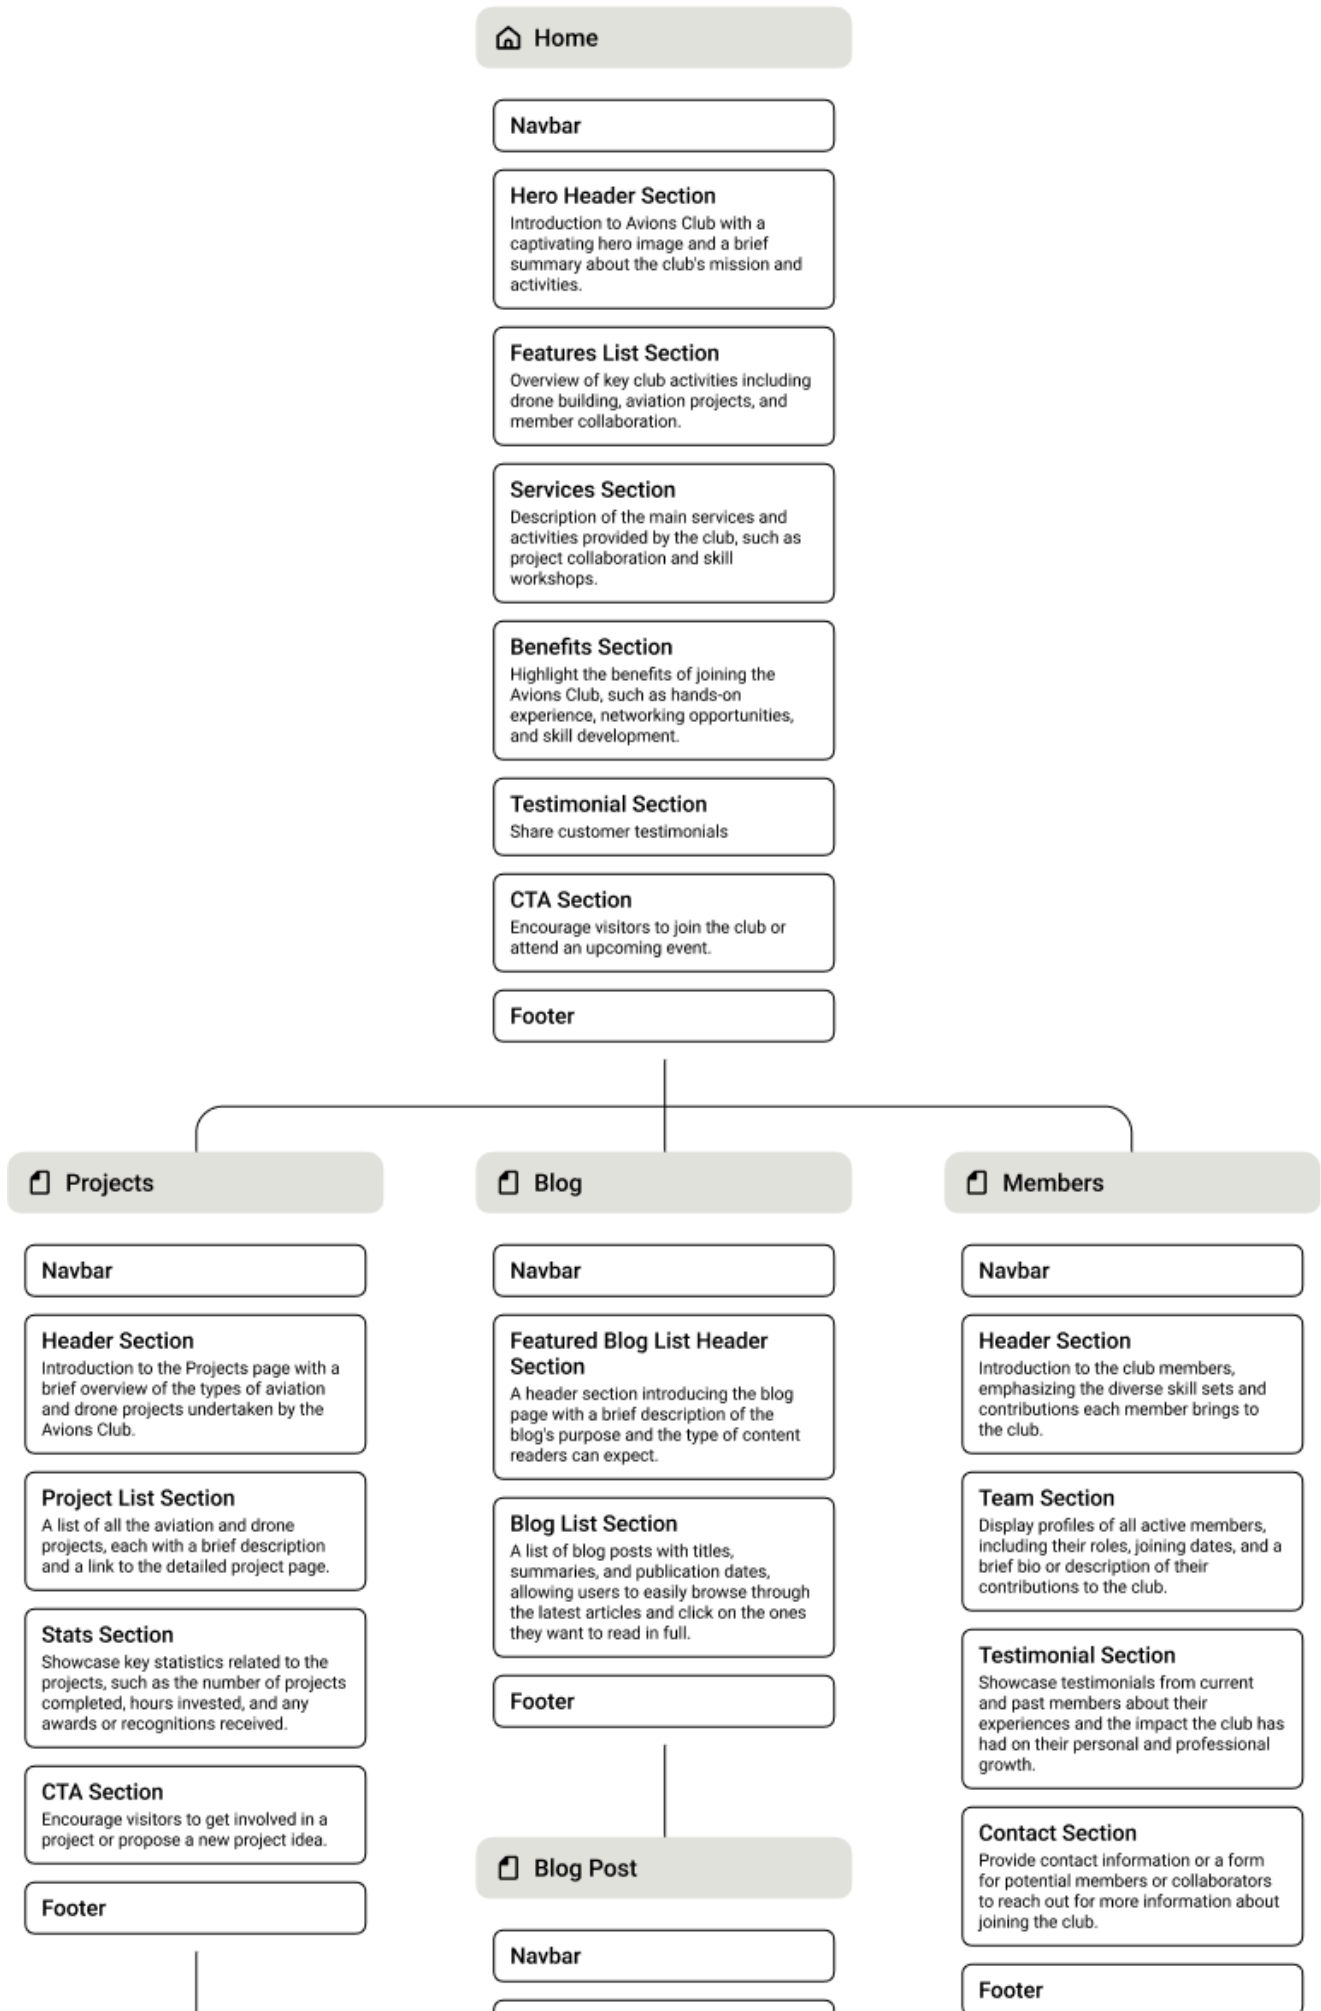 Home
Navbar
Hero Header Section
Introduction to Avions Club with a
captivating hero image and a brief
summary about the club's mission and
activities.
Features List Section
Overview of key club activities including
drone building, aviation projects, and
member collaboration.
Services Section
Description of the main services and
activities provided by the club, such as
project collaboration and skill
workshops.
Benefits Section
Highlight the benefits of joining the
Avions Club, such as hands-on
experience, networking opportunities,
and skill development.
Testimonial Section
Share customer testimonials
CTA Section
Encourage visitors to join the club or
attend an upcoming event.
Footer
Projects
Navbar
Header Section
Introduction to the Projects page with a
brief overview of the types of aviation
and drone projects undertaken by the
Avions Club.
Project List Section
A list of all the aviation and drone
projects, each with a brief description
and a link to the detailed project page.
Stats Section
Showcase key statistics related to the
projects, such as the number of projects
completed, hours invested, and any
awards or recognitions received.
CTA Section
Encourage visitors to get involved in a
project or propose a new project idea.
Footer
Blog
Navbar
Featured Blog List Header
Section
A header section introducing the blog
page with a brief description of the
blog's purpose and the type of content
readers can expect.
Blog List Section
A list of blog posts with titles,
summaries, and publication dates,
allowing users to easily browse through
the latest articles and click on the ones
they want to read in full.
Footer
Blog Post
Navbar
Members
Navbar
Header Section
Introduction to the club members,
emphasizing the diverse skill sets and
contributions each member brings to
the club.
Team Section
Display profiles of all active members,
including their roles, joining dates, and a
brief bio or description of their
contributions to the club.
Testimonial Section
Showcase testimonials from current
and past members about their
experiences and the impact the club has
had on their personal and professional
growth.
Contact Section
Provide contact information or a form
for potential members or collaborators
to reach out for more information about
joining the club.
Footer